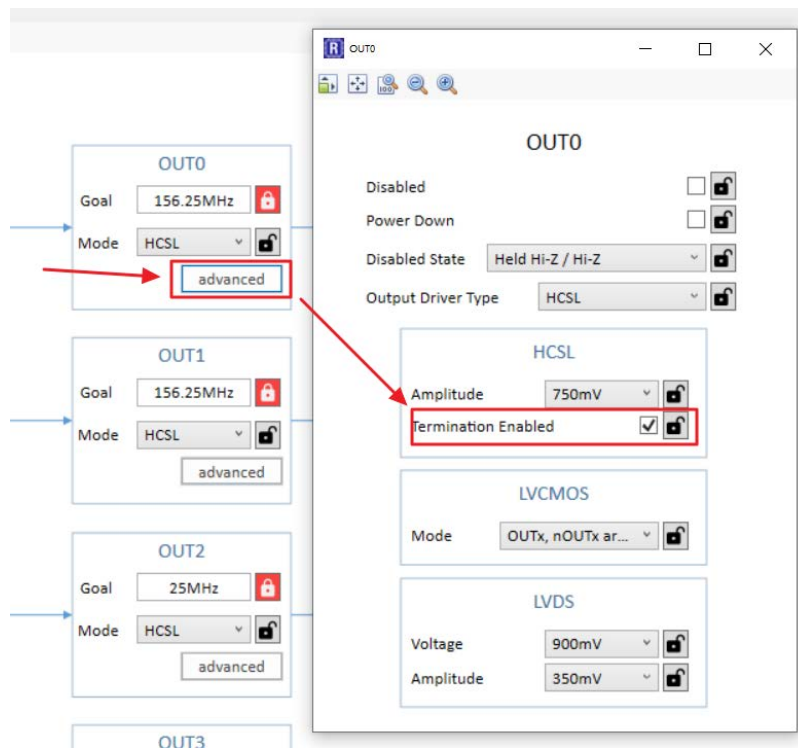 OUT0
Goal 156.25MHz
Mode HCSL
advanced
OUT1
Goal 156.25MHz
Mode HCSL
advanced
OUT2
Goal 25MHz
Mode HCSL
advanced
OUT3
R OUT0
100
OUT0
Disabled
Power Down
Disabled State Held Hi-Z / Hi-Z
Output Driver Type HCSL
HCSL
Amplitude 750mV
Termination Enabled
LVCMOS
Mode OUTx, nOUTx ar...
LVDS
Voltage 900mV
Amplitude 350mV